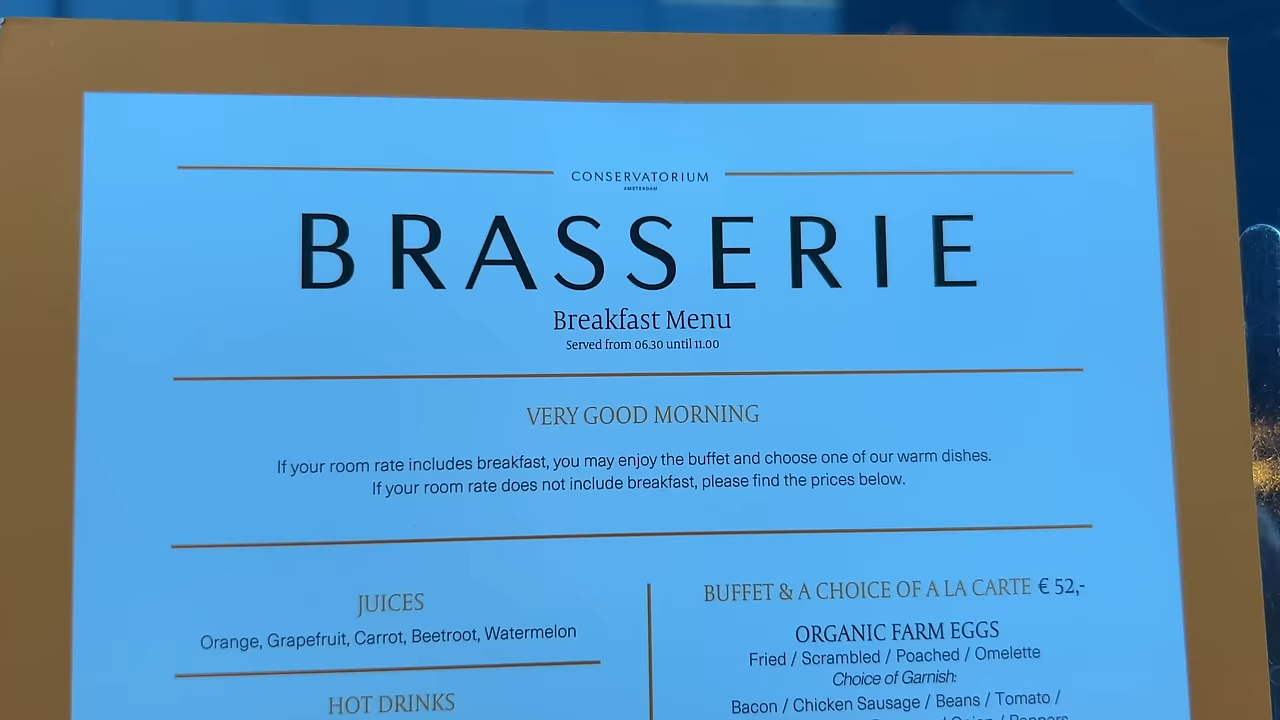 CONSERVATORIUM
AMSTERDAM
BRASSERIE
Breakfast Menu
Served from 06.30 until 11.00
VERY GOOD MORNING
If your room rate includes breakfast, you may enjoy the buffet and choose one of our warm dishes.
If your room rate does not include breakfast, please find the prices below.
JUICES
Orange, Grapefruit, Carrot, Beetroot, Watermelon
HOT DRINKS
BUFFET & A CHOICE OF A LA CARTE € 52,-
ORGANIC FARM EGGS
Fried / Scrambled / Poached / Omelette
Choice of Garnish:
Bacon / Chicken Sausage / Beans / Tomato /